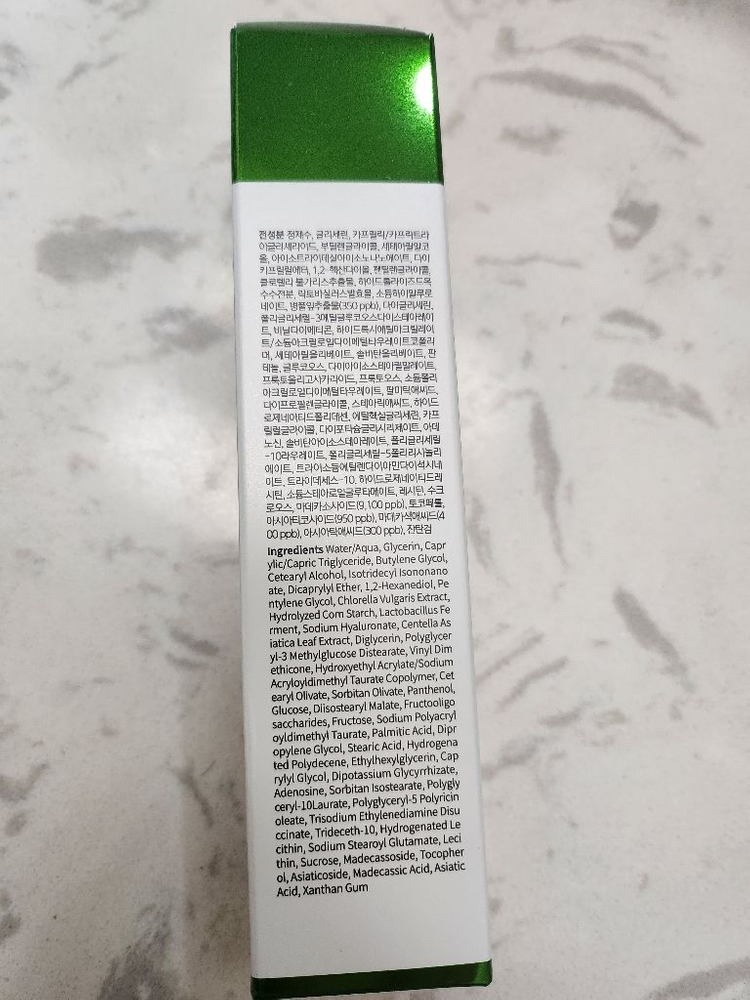 전성분 정제수, 글리세린, 카프릴릭/카프릭트라
이글리세라이드, 부틸렌글라이콜, 세테아릴알코
올, 아이소트라이데실아이소노나노에이트, 다이
카프릴릴에터, 1,2-헥산다이올, 펜틸렌글라이콜,
클로렐라 불가리스추출물, 하이드롤라이즈드옥
수수전분, 락토바실러스발효물, 소듐하이알루로
네이트, 병풀잎추출물(350 ppb), 다이글리세린,
폴리글리세릴-3메틸글루코오스다이스테아레이
트, 비닐다이메티콘, 하이드록시에틸아크릴레이
트/소듐아크릴로일다이메틸타우레이트코폴리
머, 세테아릴올리베이트, 솔비탄올리베이트, 판
테놀, 글루코오스, 다이아이소스테아릴말레이트,
프룩토올리고사카라이드, 프룩토오스, 소듐폴리
아크릴로일다이메틸타우레이트, 팔미틱애씨드,
다이프로필렌글라이콜, 스테아릭애씨드, 하이드
로제네이티드폴리데센, 에틸헥실글리세린, 카프
릴릴글라이콜, 다이포타슘글리시리제이트, 아데
노신, 솔비탄아이소스테아레이트, 폴리글리세릴
-10라우레이트, 폴리글리세릴-5폴리리시놀리
에이트, 트라이소듐에틸렌다이아민다이석시네
이트, 트라이데세스-10, 하이드로제네이티드레
시틴, 소듐스테아로일글루타메이트, 레시틴, 수크
로오스, 마데카소사이드(9,100 ppb), 토코페롤,
아시아티코사이드(950 ppb), 마데카식애씨드(4
00 ppb), 아시아틱애씨드(300 ppb), 잔탄검
Ingredients Water/Aqua, Glycerin, Capr
ylic/Capric Triglyceride, Butylene Glycol,
Cetearyl Alcohol, Isotridecyl Isononano
ate, Dicaprylyl Ether, 1,2-Hexanediol, Pe
ntylene Glycol, Chlorella Vulgaris Extract,
Hydrolyzed Corn Starch, Lactobacillus Fe
rment, Sodium Hyaluronate, Centella As
iatica Leaf Extract, Diglycerin, Polyglycer
yl-3 Methylglucose Distearate, Vinyl Dim
ethicone, Hydroxyethyl Acrylate/Sodium
Acryloyldimethyl Taurate Copolymer, Cet
earyl Olivate, Sorbitan Olivate, Panthenol,
Glucose, Diisostearyl Malate, Fructooligo
saccharides, Fructose, Sodium Polyacryl
oyldimethyl Taurate, Palmitic Acid, Dipr
opylene Glycol, Stearic Acid, Hydrogena
ted Polydecene, Ethylhexylglycerin, Cap
rylyl Glycol, Dipotassium Glycyrrhizate,
Adenosine, Sorbitan Isostearate, Polygly
ceryl-10Laurate, Polyglyceryl-5 Polyricin
oleate, Trisodium Ethylenediamine Disu
ccinate, Trideceth-10, Hydrogenated Le
cithin, Sodium Stearoyl Glutamate, Leci
thin, Sucrose, Madecassoside, Tocopher
ol, Asiaticoside, Madecassic Acid, Asiatic
Acid, Xanthan Gum